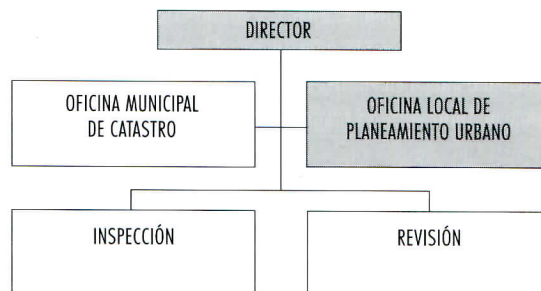 DIRECTOR
OFICINA MUNICIPAL
DE CATASTRO
OFICINA LOCAL DE
PLANEAMIENTO URBANO
INSPECCIÓN
REVISIÓN